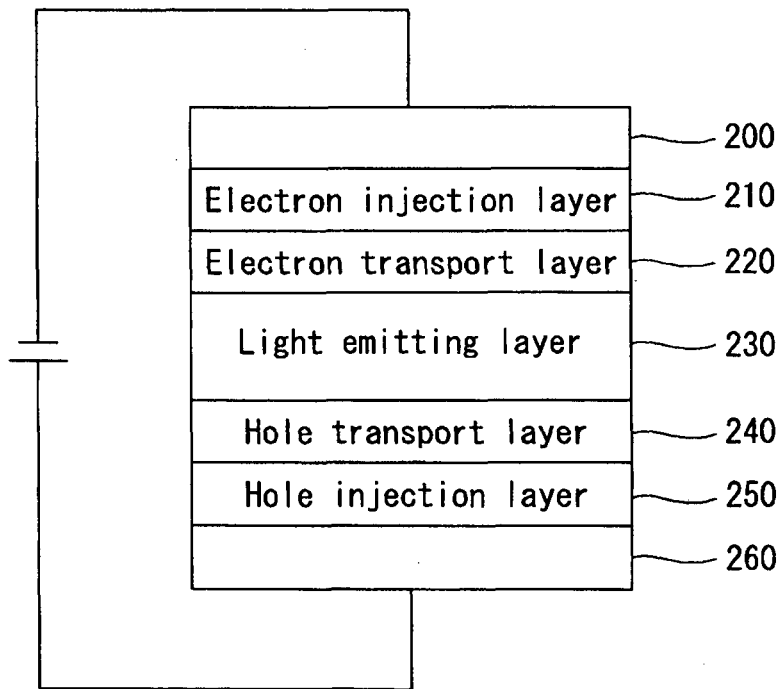 200
Electron injection layer 210
Electron transport layer 220
Light emitting layer 230
Hole transport layer 240
Hole injection layer 250
260